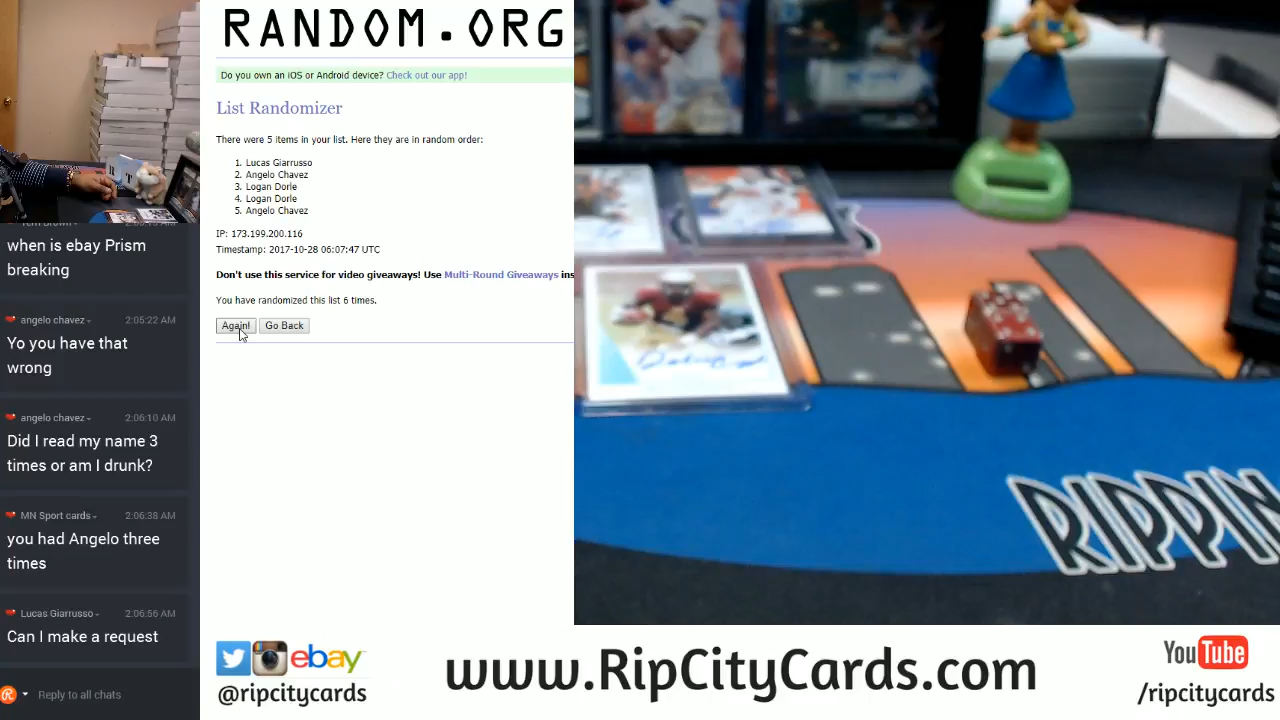 RANDOM.ORG
Do you own an iOS or Android device? Check out our app!
List Randomizer
There were 5 items in your list. Here they are in random order:
1. Lucas Giarrusso
2. Angelo Chavez
3. Logan Dorle
4. Logan Dorle
5. Angelo Chavez
IP: 173.199.200.116
Timestamp: 2017-10-28 06:07:47 UTC
Don't use this service for video giveaways! Use Multi-Round Giveaways ins
You have randomized this list 6 times.
Again! Go Back
when is ebay Prism
breaking
angelo chavez 2:05:22 AM
Yo you have that
wrong
angelo chavez 2:06:10 AM
Did I read my name 3
times or am I drunk?
MN Sport cards 2:06:38 AM
you had Angelo three
times
Lucas Giarrusso 2:06:56 AM
Can I make a request
Reply to all chats
RIPPIN
ebay
@ripcitycards
www.RipCityCards.com
YouTube
/ripcitycards